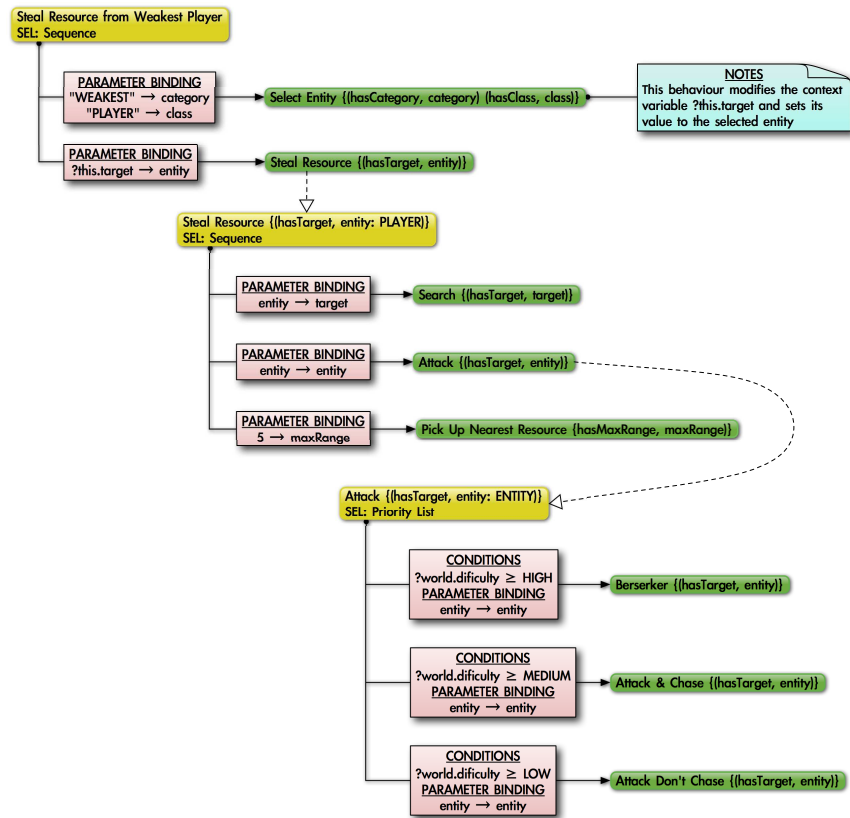 Steal Resource from Weakest Player
SEL: Sequence
PARAMETER BINDING
"WEAKEST" → category
"PLAYER" → class
Select Entity {(hasCategory, category) (hasClass, class)}
NOTES
This behaviour modifies the context
variable ?this.target and sets its
value to the selected entity
PARAMETER BINDING
?this.target → entity
Steal Resource {(hasTarget, entity)}
Steal Resource {(hasTarget, entity: PLAYER)}
SEL: Sequence
PARAMETER BINDING
entity → target
Search {(hasTarget, target)}
PARAMETER BINDING
entity → entity
Attack {(hasTarget, entity)}
PARAMETER BINDING
5 → maxRange
Pick Up Nearest Resource {hasMaxRange, maxRange)}
Attack {(hasTarget, entity: ENTITY)}
SEL: Priority List
CONDITIONS
?world.dificulty ≥ HIGH
PARAMETER BINDING
entity → entity
Berserker {(hasTarget, entity)}
CONDITIONS
?world.dificulty ≥ MEDIUM
PARAMETER BINDING
entity → entity
Attack & Chase {(hasTarget, entity)}
CONDITIONS
?world.dificulty ≥ LOW
PARAMETER BINDING
entity → entity
Attack Don't Chase {(hasTarget, entity)}